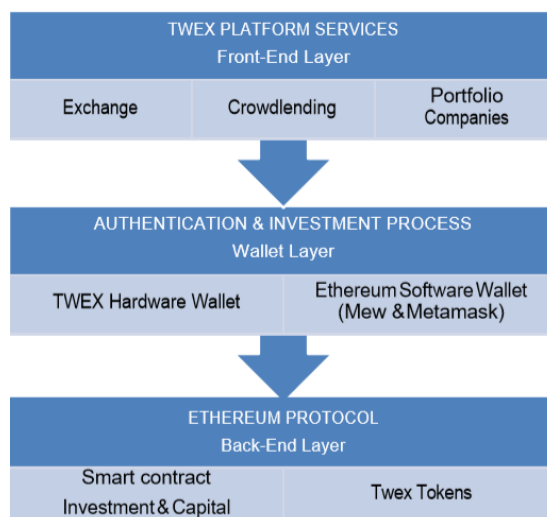 TWEX PLATFORM SERVICES
Front-End Layer
Exchange
Crowdlending
Portfolio
Companies
AUTHENTICATION & INVESTMENT PROCESS
Wallet Layer
TWEX Hardware Wallet
Ethereum Software Wallet
(Mew & Metamask)
ETHEREUM PROTOCOL
Back-End Layer
Smart contract
Investment & Capital
Twex Tokens